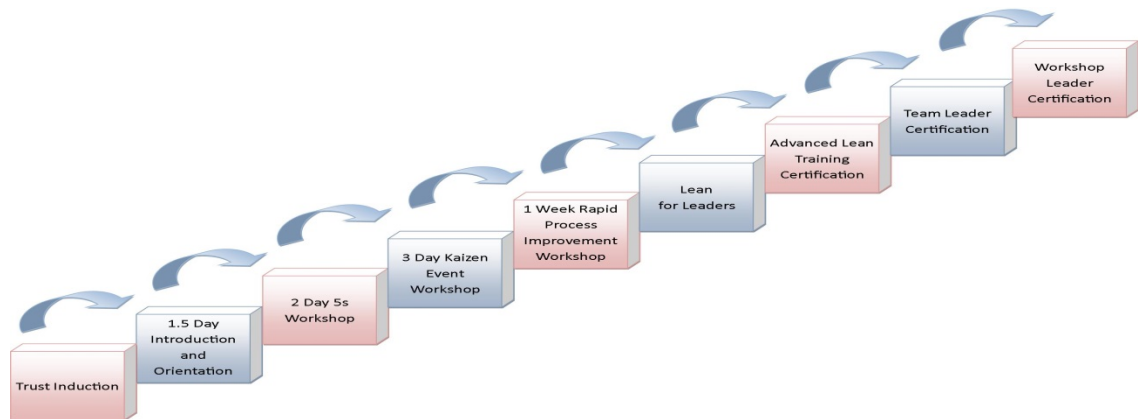 Trust Induction
1.5 Day
Introduction
and
Orientation
2 Day 5s
Workshop
3 Day Kaizen
Event
Workshop
1 Week Rapid
Process
Improvement
Workshop
Lean
for Leaders
Advanced Lean
Training
Certification
Team Leader
Certification
Workshop
Leader
Certification